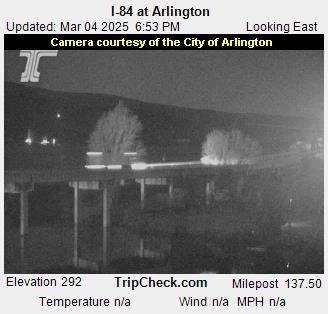 I-84 at Arlington
Updated: Mar 04 2025 6:53 PM Looking East
Camera courtesy of the City of Arlington
Elevation 292 TripCheck.com Milepost 137.50
Temperature n/a Wind n/a MPH n/a